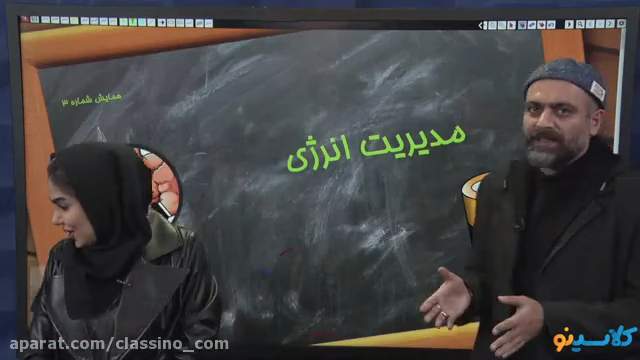 همایش شماره ۳
مدیریت انرژی
aparat.com/classino_com
کلاسینو